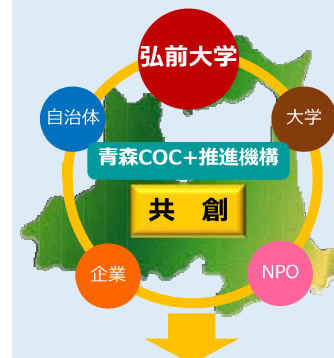 弘前大学
自治体
大学
青森COC+推進機構
共 創
企業
NPO